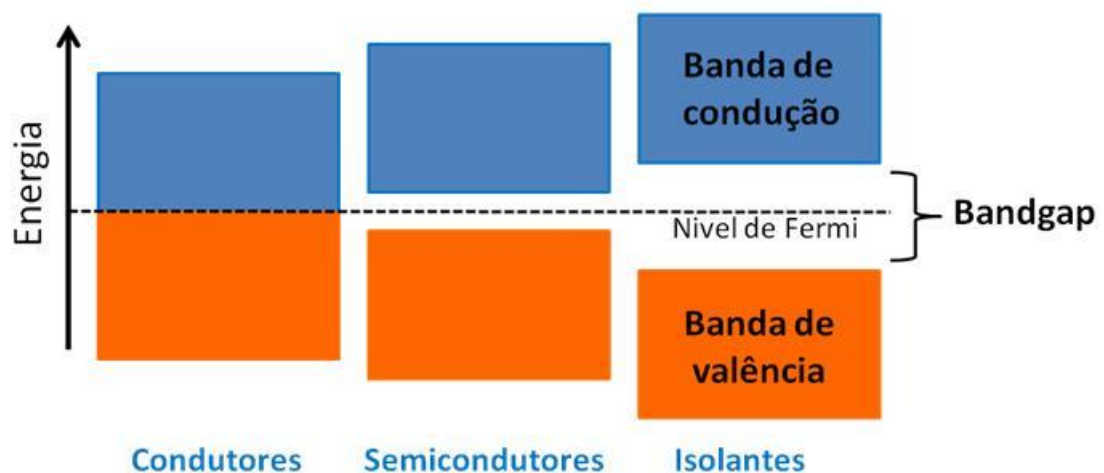 Energia
Banda de
condução
Nivel de Fermi
Bandgap
Banda de
valência
Condutores
Semicondutores
Isolantes